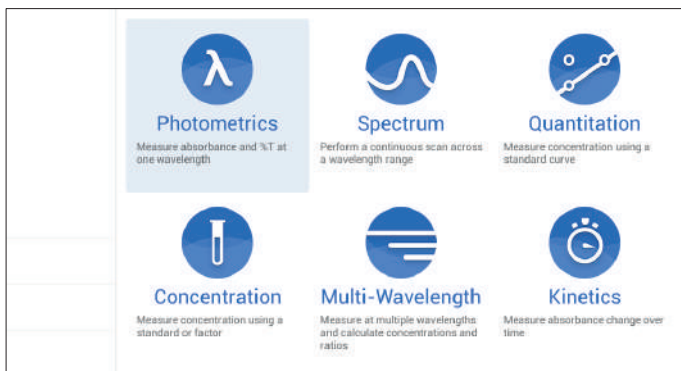 λ
Photometrics
Measure absorbance and %T at
one wavelength
Spectrum
Perform a continuous scan across
a wavelength range
Quantitation
Measure concentration using a
standard curve
Concentration
Measure concentration using a
standard or factor
Multi-Wavelength
Measure at multiple wavelengths
and calculate concentrations and
ratios
Kinetics
Measure absorbance change over
time